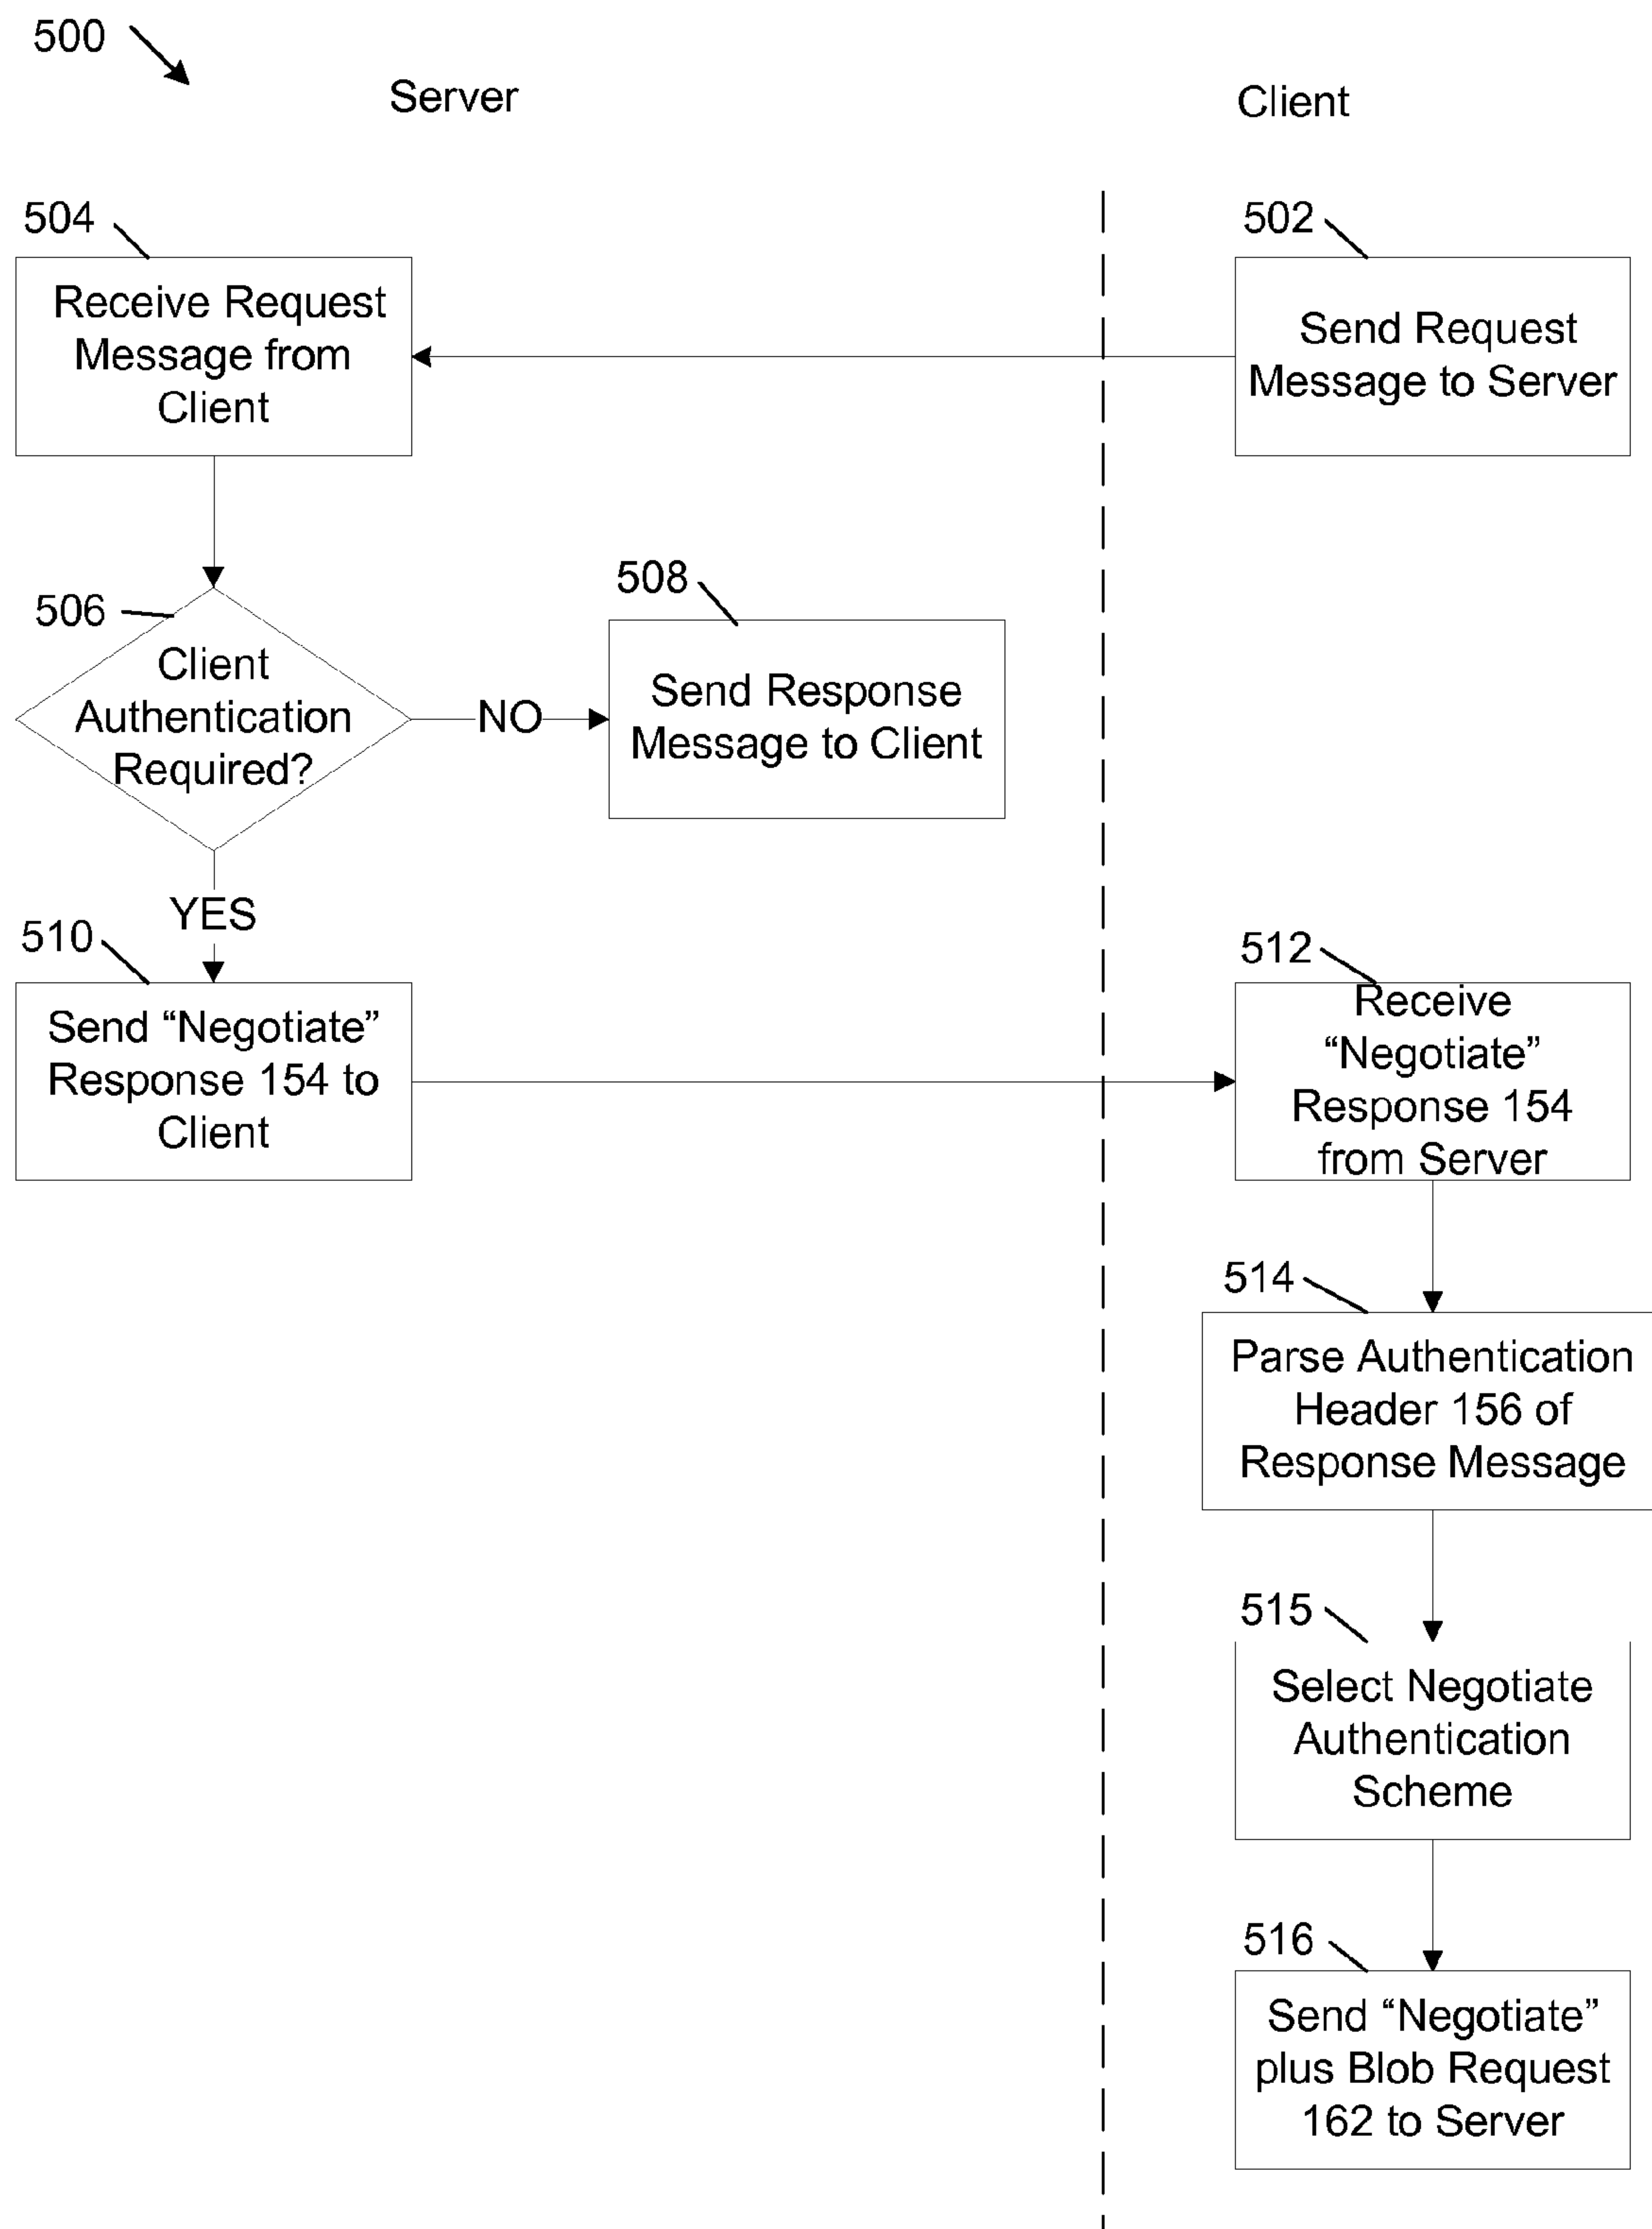 500
Server
Client
504
Receive Request
Message from
Client
502
Send Request
Message to Server
506
Client
Authentication
Required?
NO
508
Send Response
Message to Client
YES
510
Send “Negotiate”
Response 154 to
Client
512
Receive
“Negotiate”
Response 154
from Server
514
Parse Authentication
Header 156 of
Response Message
515
Select Negotiate
Authentication
Scheme
516
Send “Negotiate”
plus Blob Request
162 to Server